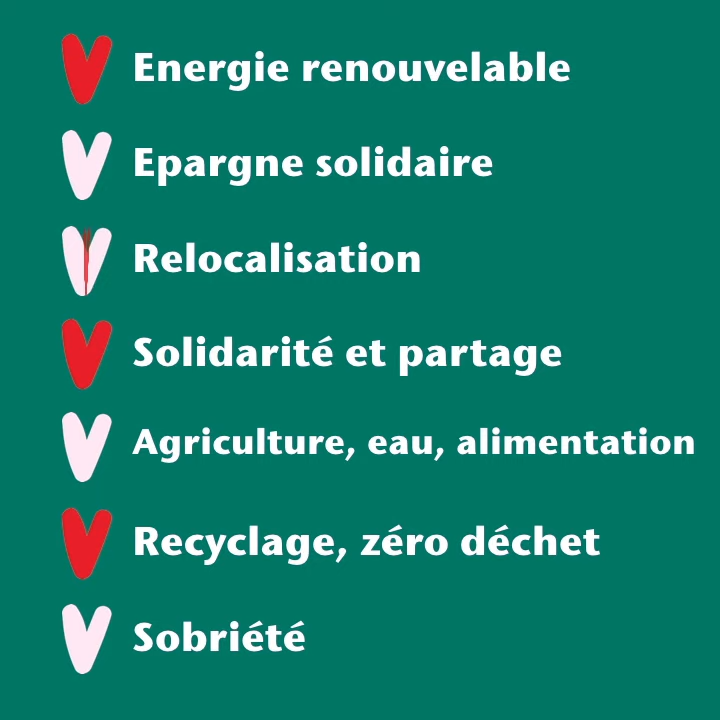 Energie renouvelable
Epargne solidaire
Relocalisation
Solidarité et partage
Agriculture, eau, alimentation
Recyclage, zéro déchet
Sobriété